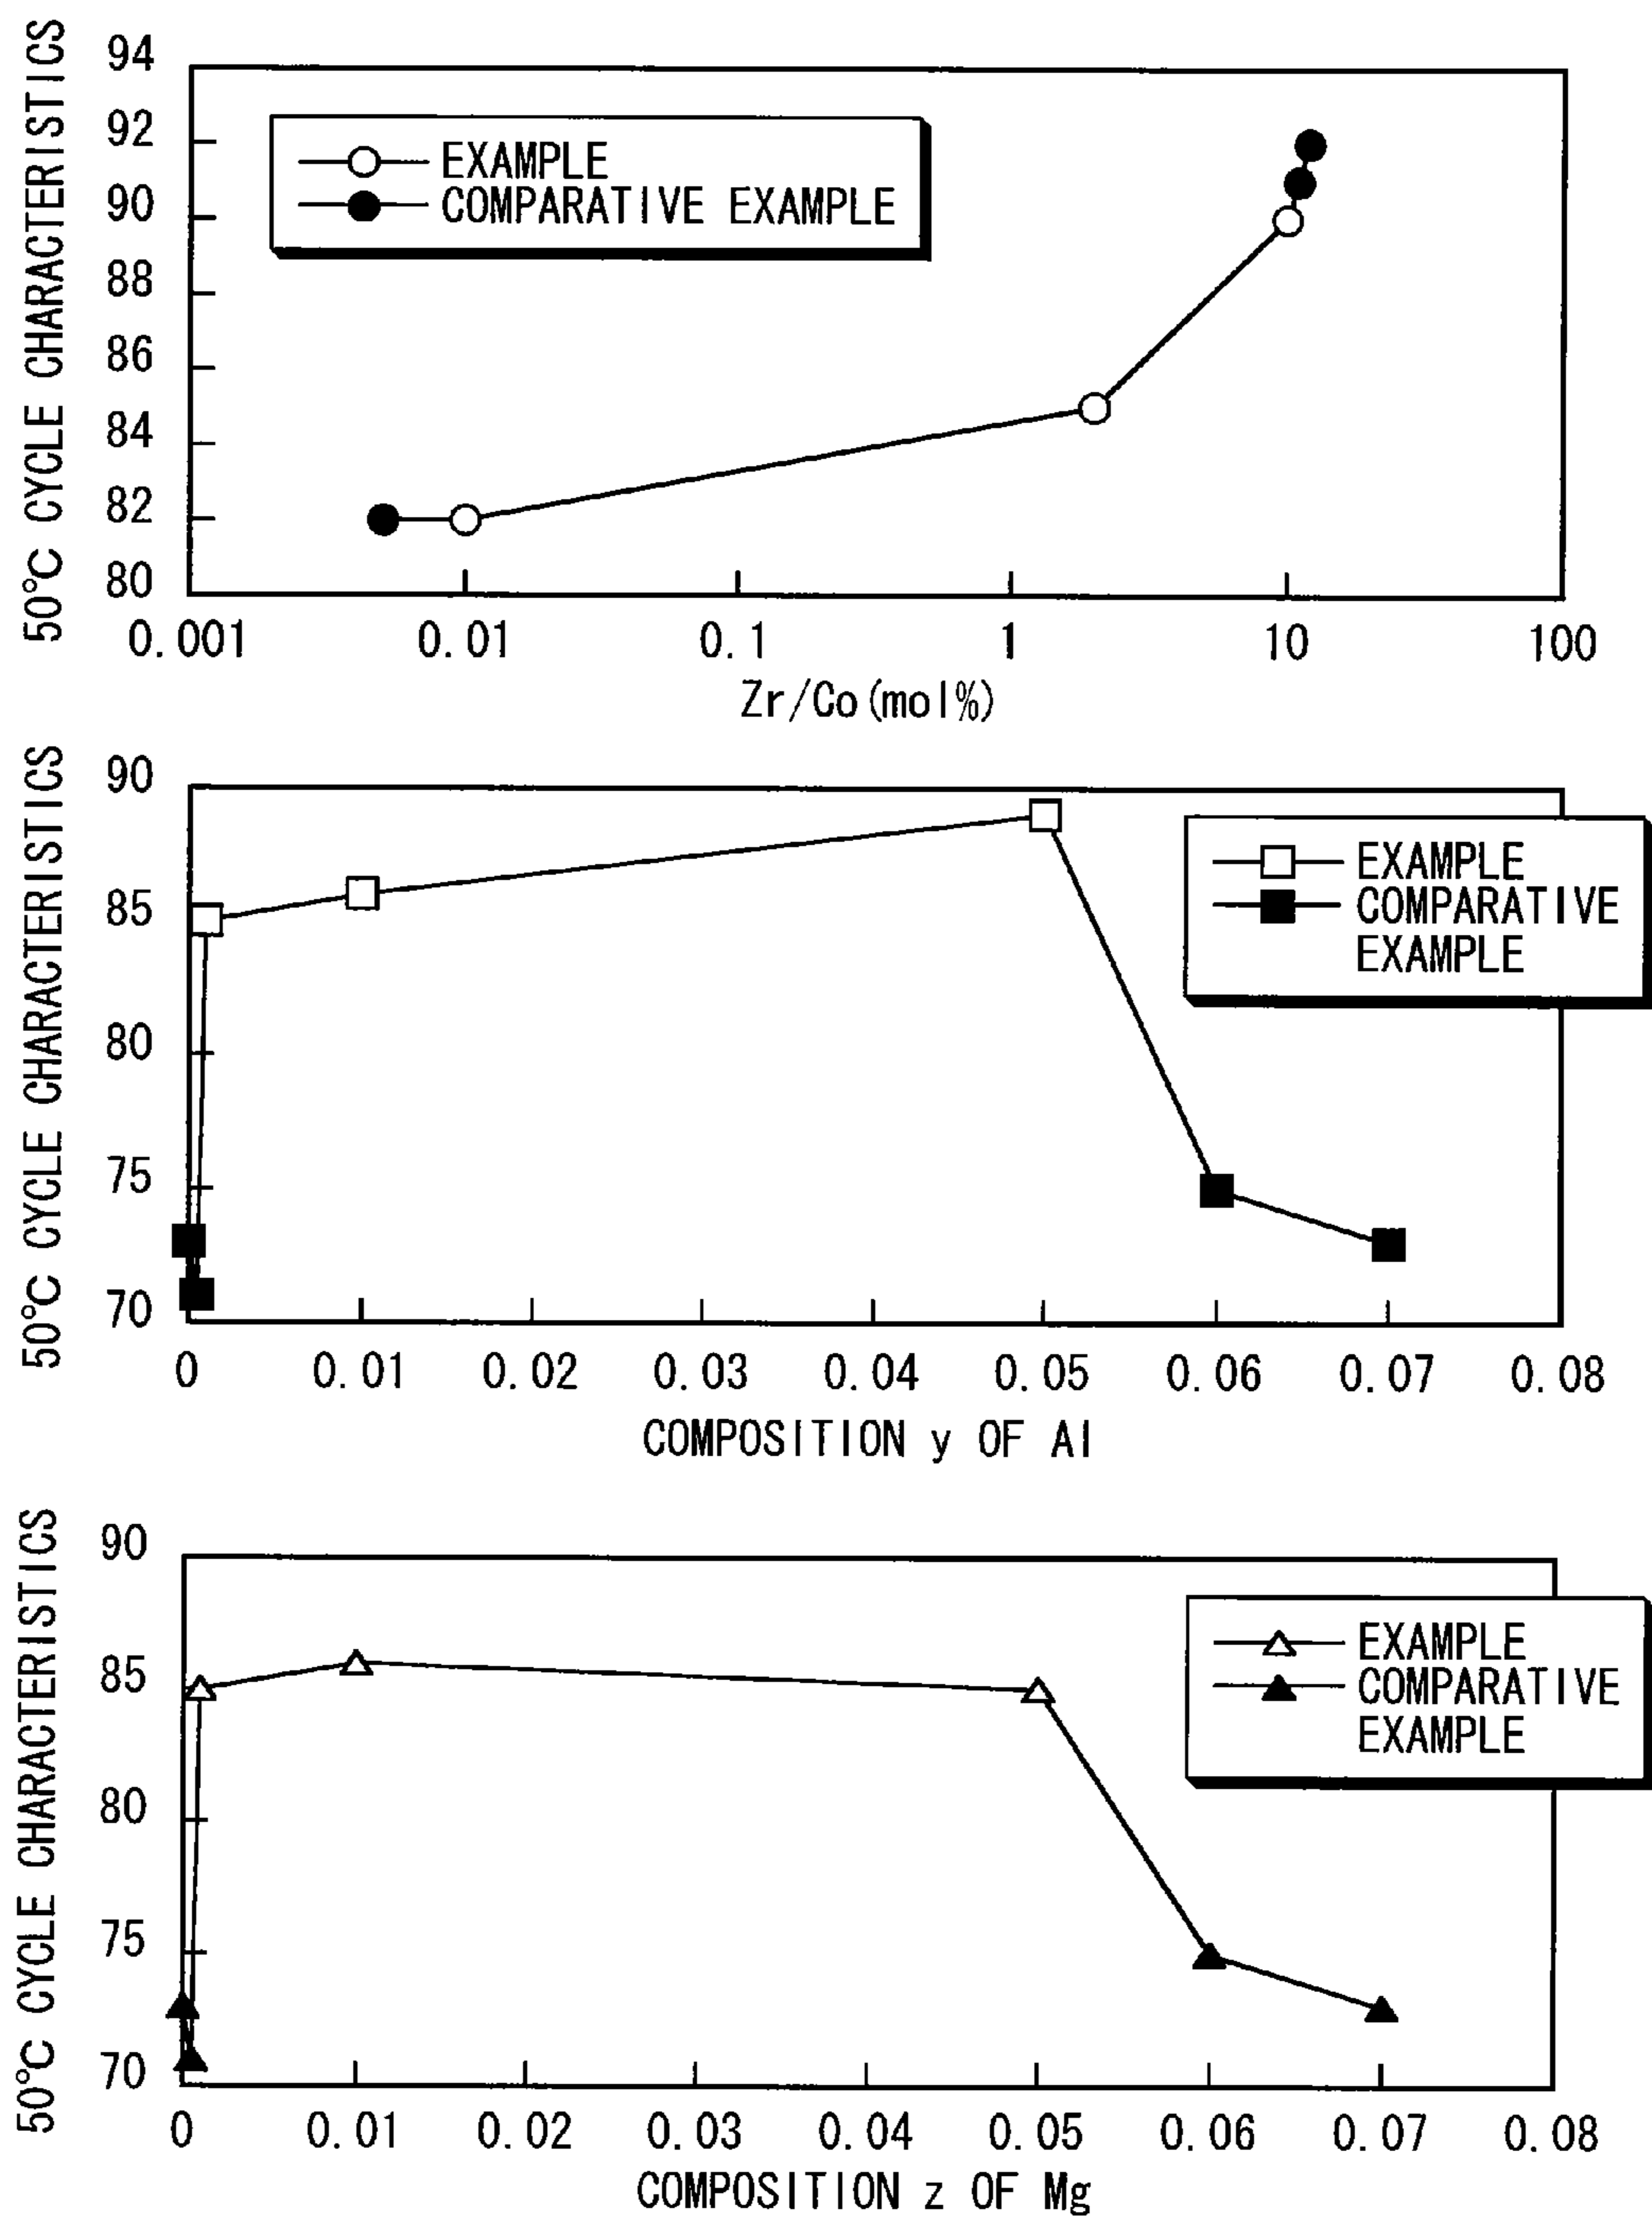 50℃ CYCLE CHARACTERISTICS
94
92
90
88
86
84
82
80
EXAMPLE
COMPARATIVE EXAMPLE
0.001 0.01 0.1 1 10 100
Zr/Co(mol%)
50℃ CYCLE CHARACTERISTICS
90
85
80
75
70
EXAMPLE
COMPARATIVE
EXAMPLE
0 0.01 0.02 0.03 0.04 0.05 0.06 0.07 0.08
COMPOSITION y OF Al
50℃ CYCLE CHARACTERISTICS
90
85
80
75
70
EXAMPLE
COMPARATIVE
EXAMPLE
0 0.01 0.02 0.03 0.04 0.05 0.06 0.07 0.08
COMPOSITION z OF Mg